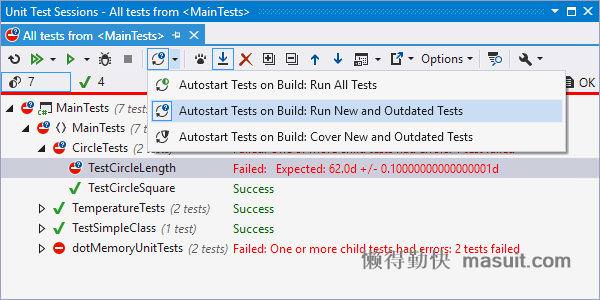 Unit Test Sessions - All tests from <MainTests>
All tests from <MainTests>
Options
7
4
OK
Autostart Tests on Build: Run All Tests
Autostart Tests on Build: Run New and Outdated Tests
Autostart Tests on Build: Cover New and Outdated Tests
MainTests (7 tests)
MainTests (7 tests)
CircleTests (2 tests)
TestCircleLength Failed: Expected: 62.0d +/- 0.10000000000000001d
TestCircleSquare Success
TemperatureTests (2 tests) Success
TestSimpleClass (1 test) Success
dotMemoryUnitTests (2 tests) Failed: One or more child tests had errors: 2 tests failed
懒得勤快 masuit.com